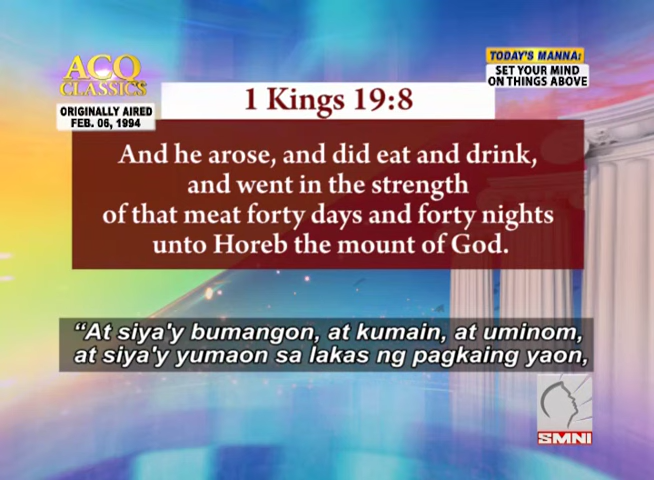 ACQ
CLASSICS
ORIGINALLY AIRED
FEB. 06, 1994
TODAY'S MANNA:
SET YOUR MIND
ON THINGS ABOVE
1 Kings 19:8
And he arose, and did eat and drink,
and went in the strength
of that meat forty days and forty nights
unto Horeb the mount of God.
“At siya'y bumangon, at kumain, at uminom,
at siya'y yumaon sa lakas ng pagkaing yaon,
SMNI